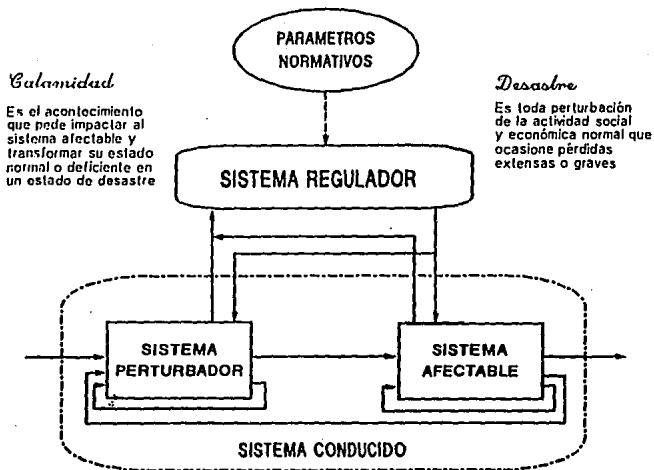 PARAMETROS
NORMATIVOS
Calamidad
Es el acontecimiento
que pede impactar al
sistema afectable y
transformar su estado
normal o deficiente en
un estado de desastre
Desastre
Es toda perturbación
de la actividad social
y económica normal que
ocasione pérdidas
extensas o graves
SISTEMA REGULADOR
SISTEMA
PERTURBADOR
SISTEMA
AFECTABLE
SISTEMA CONDUCIDO